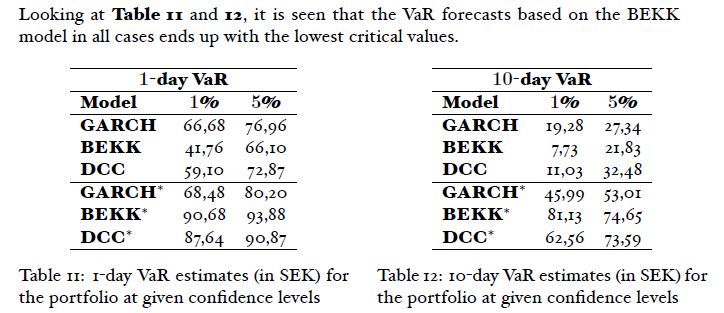 Looking at Table 11 and 12, it is seen that the VaR forecasts based on the BEKK
model in all cases ends up with the lowest critical values.
1-day VaR
Model 1% 5%
GARCH 66,68 76,96
BEKK 41,76 66,10
DCC 59,10 72,87
GARCH* 68,48 80,20
BEKK* 90,68 93,88
DCC* 87,64 90,87
Table 11: 1-day VaR estimates (in SEK) for
the portfolio at given confidence levels
10-day VaR
Model 1% 5%
GARCH 19,28 27,34
BEKK 7,73 21,83
DCC 11,03 32,48
GARCH* 45,99 53,01
BEKK* 81,13 74,65
DCC* 62,56 73,59
Table 12: 10-day VaR estimates (in SEK) for
the portfolio at given confidence levels